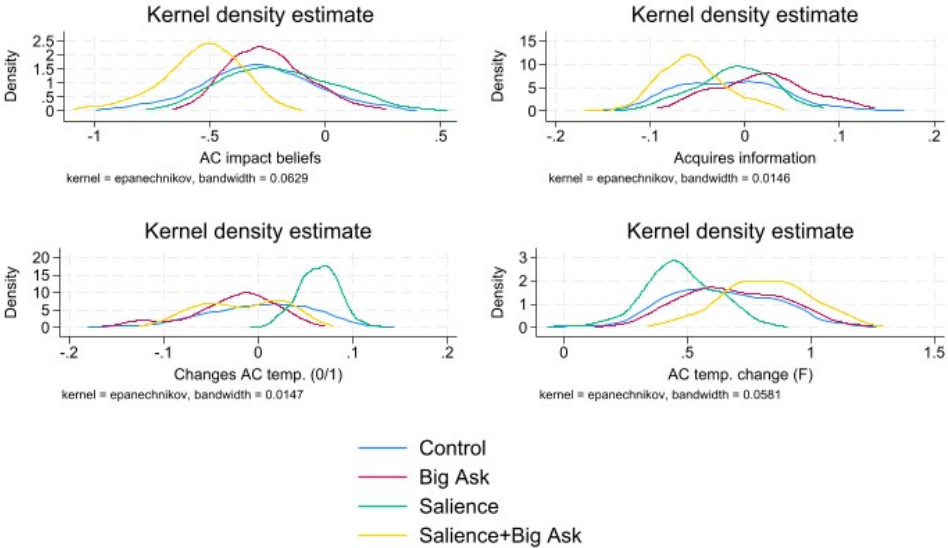 Kernel density estimate
Density
2.5
2
1.5
1
.5
0
-1
-.5
0
.5
AC impact beliefs
kernel = epanechnikov, bandwidth = 0.0629
Kernel density estimate
Density
15
10
5
0
-.2
-.1
0
.1
.2
Acquires information
kernel = epanechnikov, bandwidth = 0.0146
Kernel density estimate
Density
20
15
10
5
0
-.2
-.1
0
.1
.2
Changes AC temp. (0/1)
kernel = epanechnikov, bandwidth = 0.0147
Kernel density estimate
Density
3
2
1
0
0
.5
1
1.5
AC temp. change (F)
kernel = epanechnikov, bandwidth = 0.0581
Control
Big Ask
Salience
Salience+Big Ask